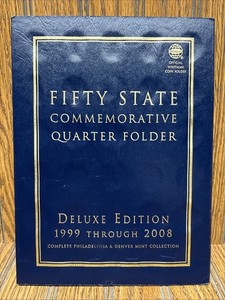 OFFICIAL
WHITMAN
COIN FOLDER
FIFTY STATE
COMMEMORATIVE
QUARTER FOLDER
DELUXE EDITION
1999 THROUGH 2008
COMPLETE PHILADELPHIA & DENVER MINT COLLECTION